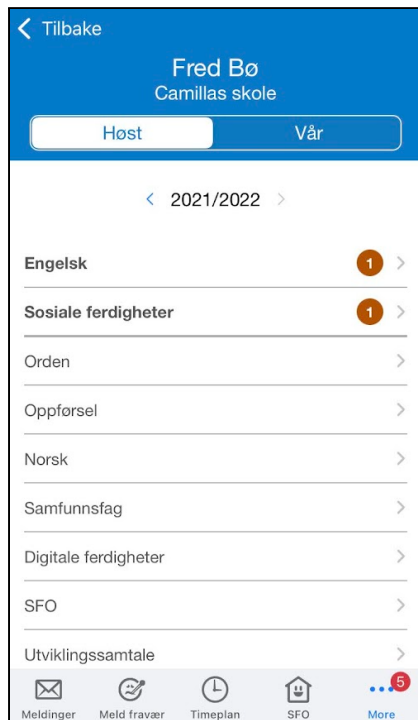 Tilbake
Fred Bø
Camillas skole
Høst Vår
2021/2022
Engelsk 1
Sosiale ferdigheter 1
Orden
Oppførsel
Norsk
Samfunnsfag
Digitale ferdigheter
SFO
Utviklingssamtale
5
Meldinger Meld fravær Timeplan SFO More